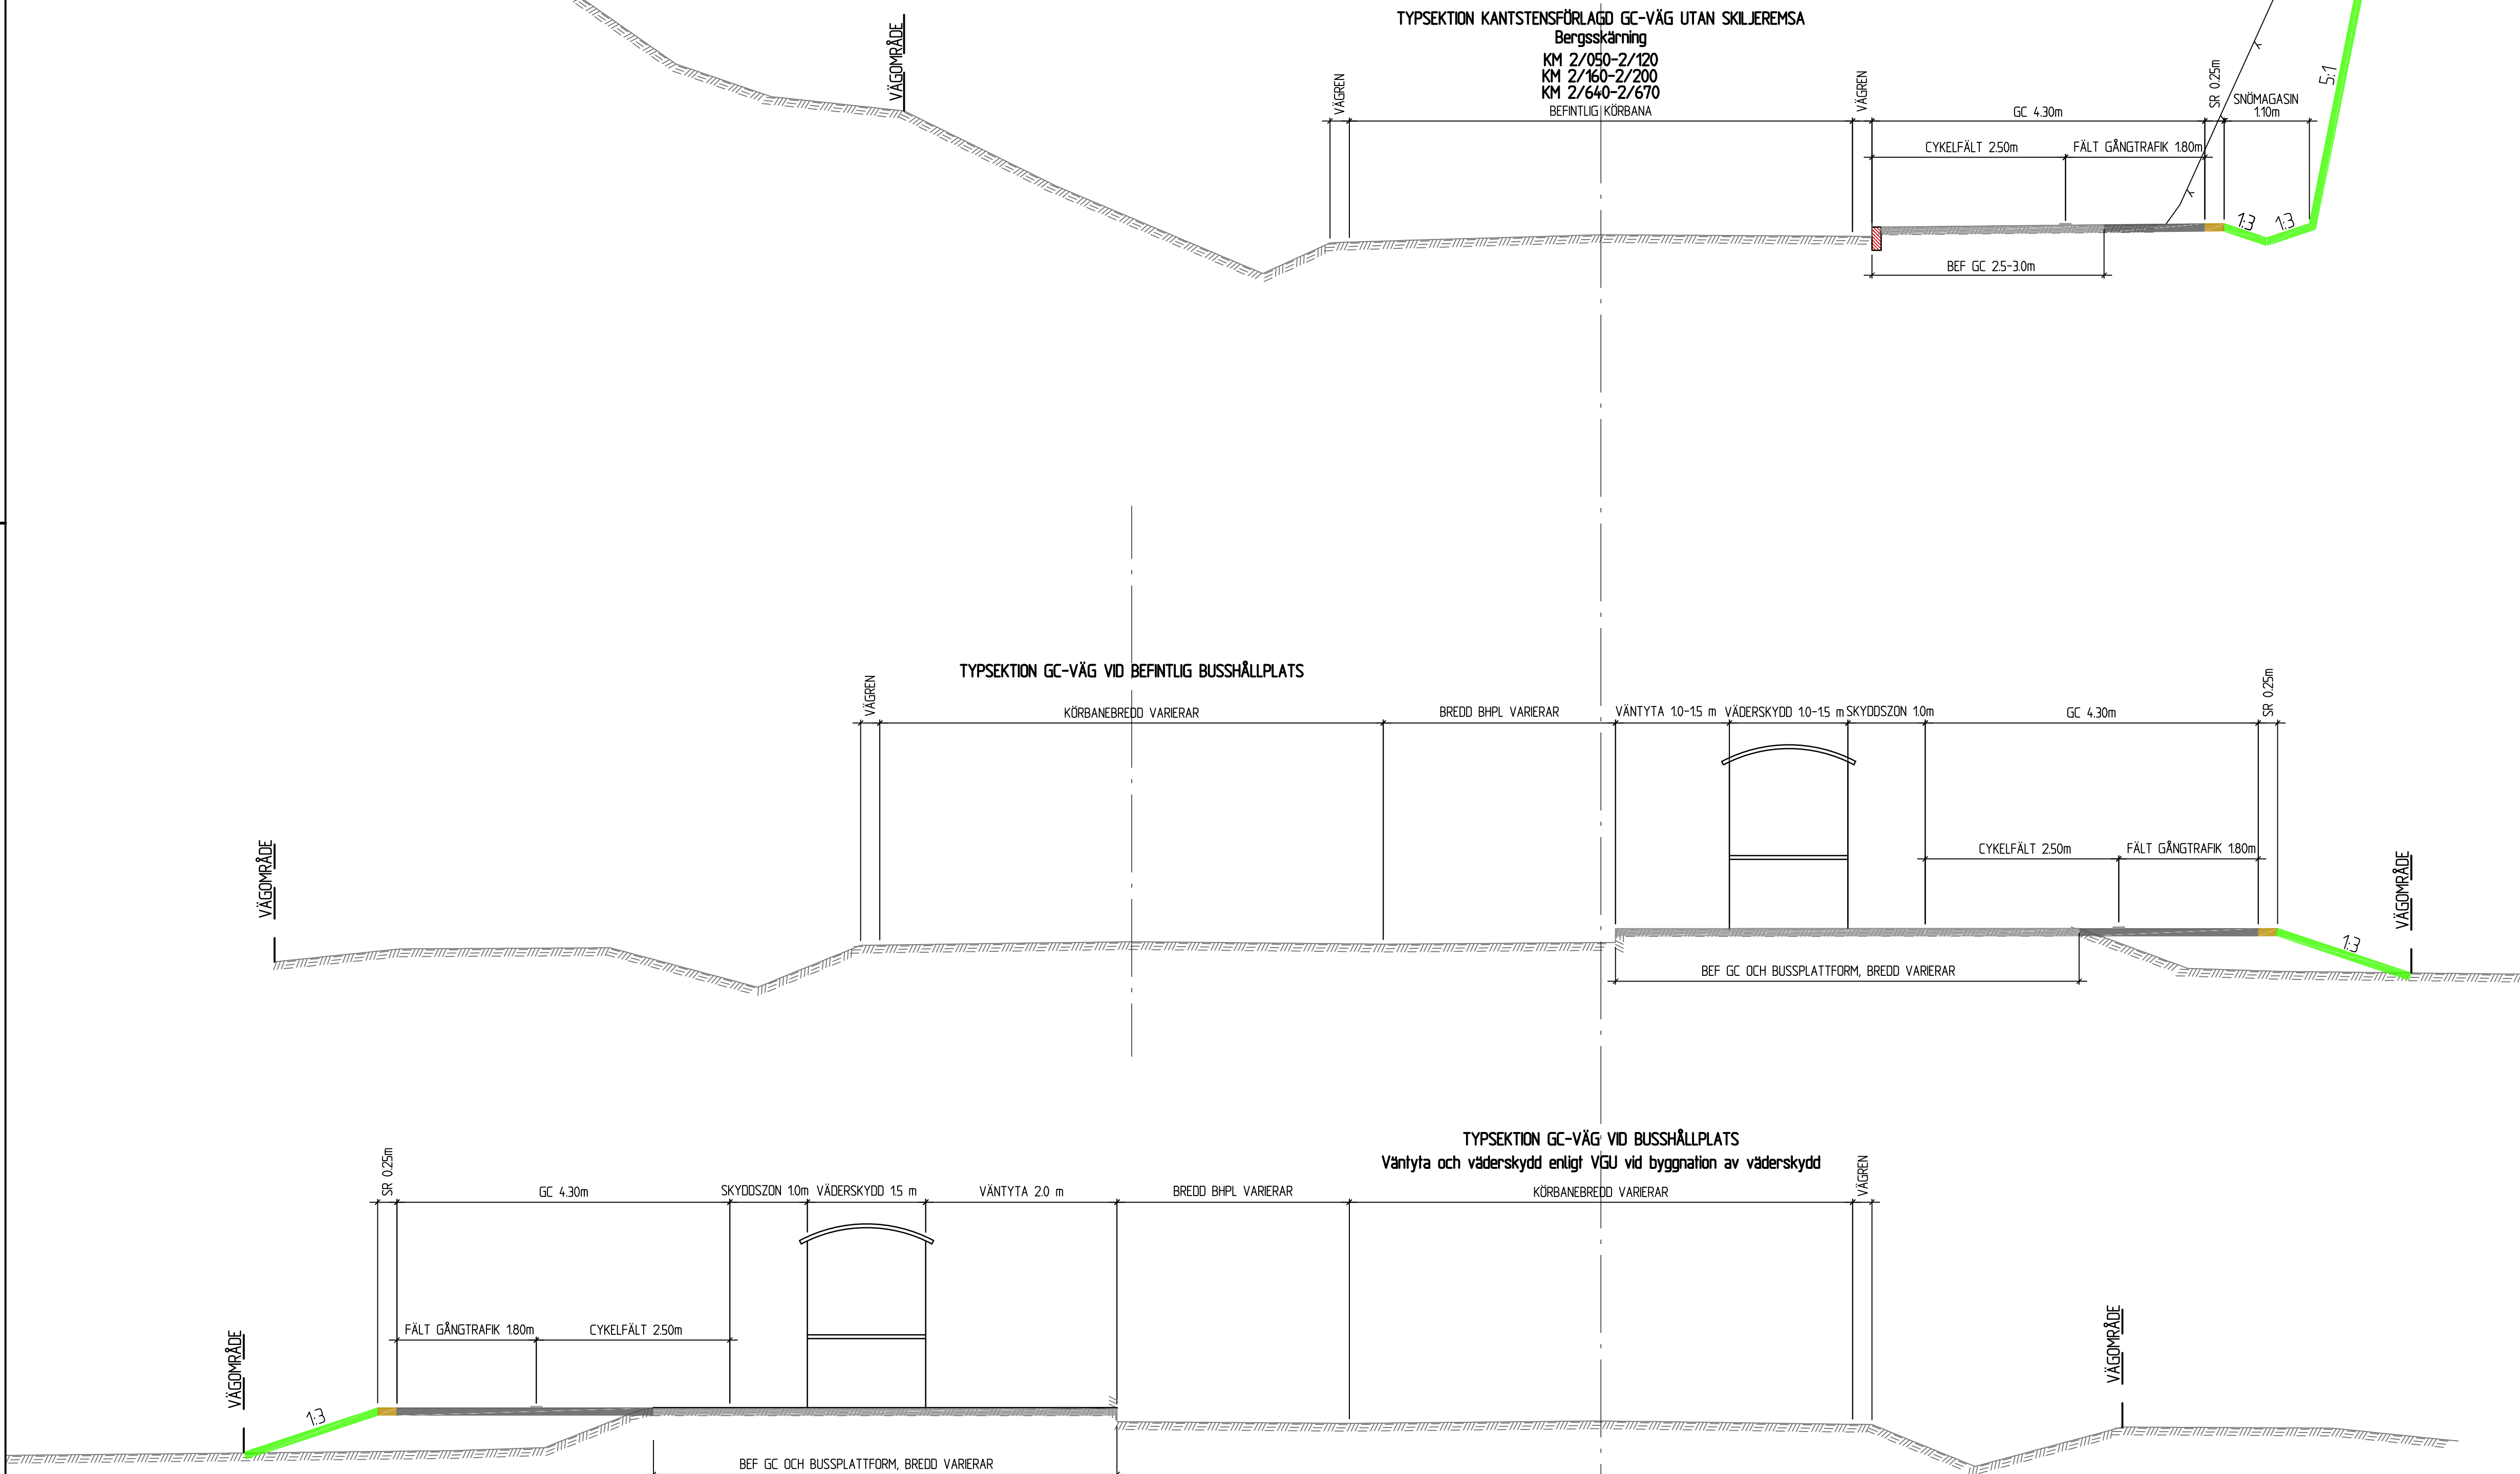 TYPSEKTION KANTSTENSFÖRLAGD GC-VÄG UTAN SKILJEREMSA
Bergsskärning
KM 2/050-2/120
KM 2/160-2/200
KM 2/640-2/670
VÄGOMRÅDE
VÄGREN
BEFINTLIG KÖRBANA
VÄGREN
GC 4.30m
SR 0.25m
SNÖMAGASIN
1.10m
5:1
CYKELFÄLT 2.50m
FÄLT GÅNGTRAFIK 1.80m
1:3
1:3
BEF GC 2.5-3.0m
TYPSEKTION GC-VÄG VID BEFINTLIG BUSSHÅLLPLATS
VÄGREN
KÖRBANEBREDD VARIERAR
BREDD BHPL VARIERAR
VÄNTYTA 1.0-1.5 m
VÄDERSKYDD 1.0-1.5 m
SKYDDSZON 1.0m
GC 4.30m
SR 0.25m
VÄGOMRÅDE
CYKELFÄLT 2.50m
FÄLT GÅNGTRAFIK 1.80m
VÄGOMRÅDE
1:3
BEF GC OCH BUSSPLATTFORM, BREDD VARIERAR
TYPSEKTION GC-VÄG VID BUSSHÅLLPLATS
Väntyta och väderskydd enligt VGU vid byggnation av väderskydd
SR 0.25m
GC 4.30m
SKYDDSZON 1.0m
VÄDERSKYDD 1.5 m
VÄNTYTA 2.0 m
BREDD BHPL VARIERAR
KÖRBANEBREDD VARIERAR
VÄGREN
VÄGOMRÅDE
FÄLT GÅNGTRAFIK 1.80m
CYKELFÄLT 2.50m
VÄGOMRÅDE
1:3
BEF GC OCH BUSSPLATTFORM, BREDD VARIERAR